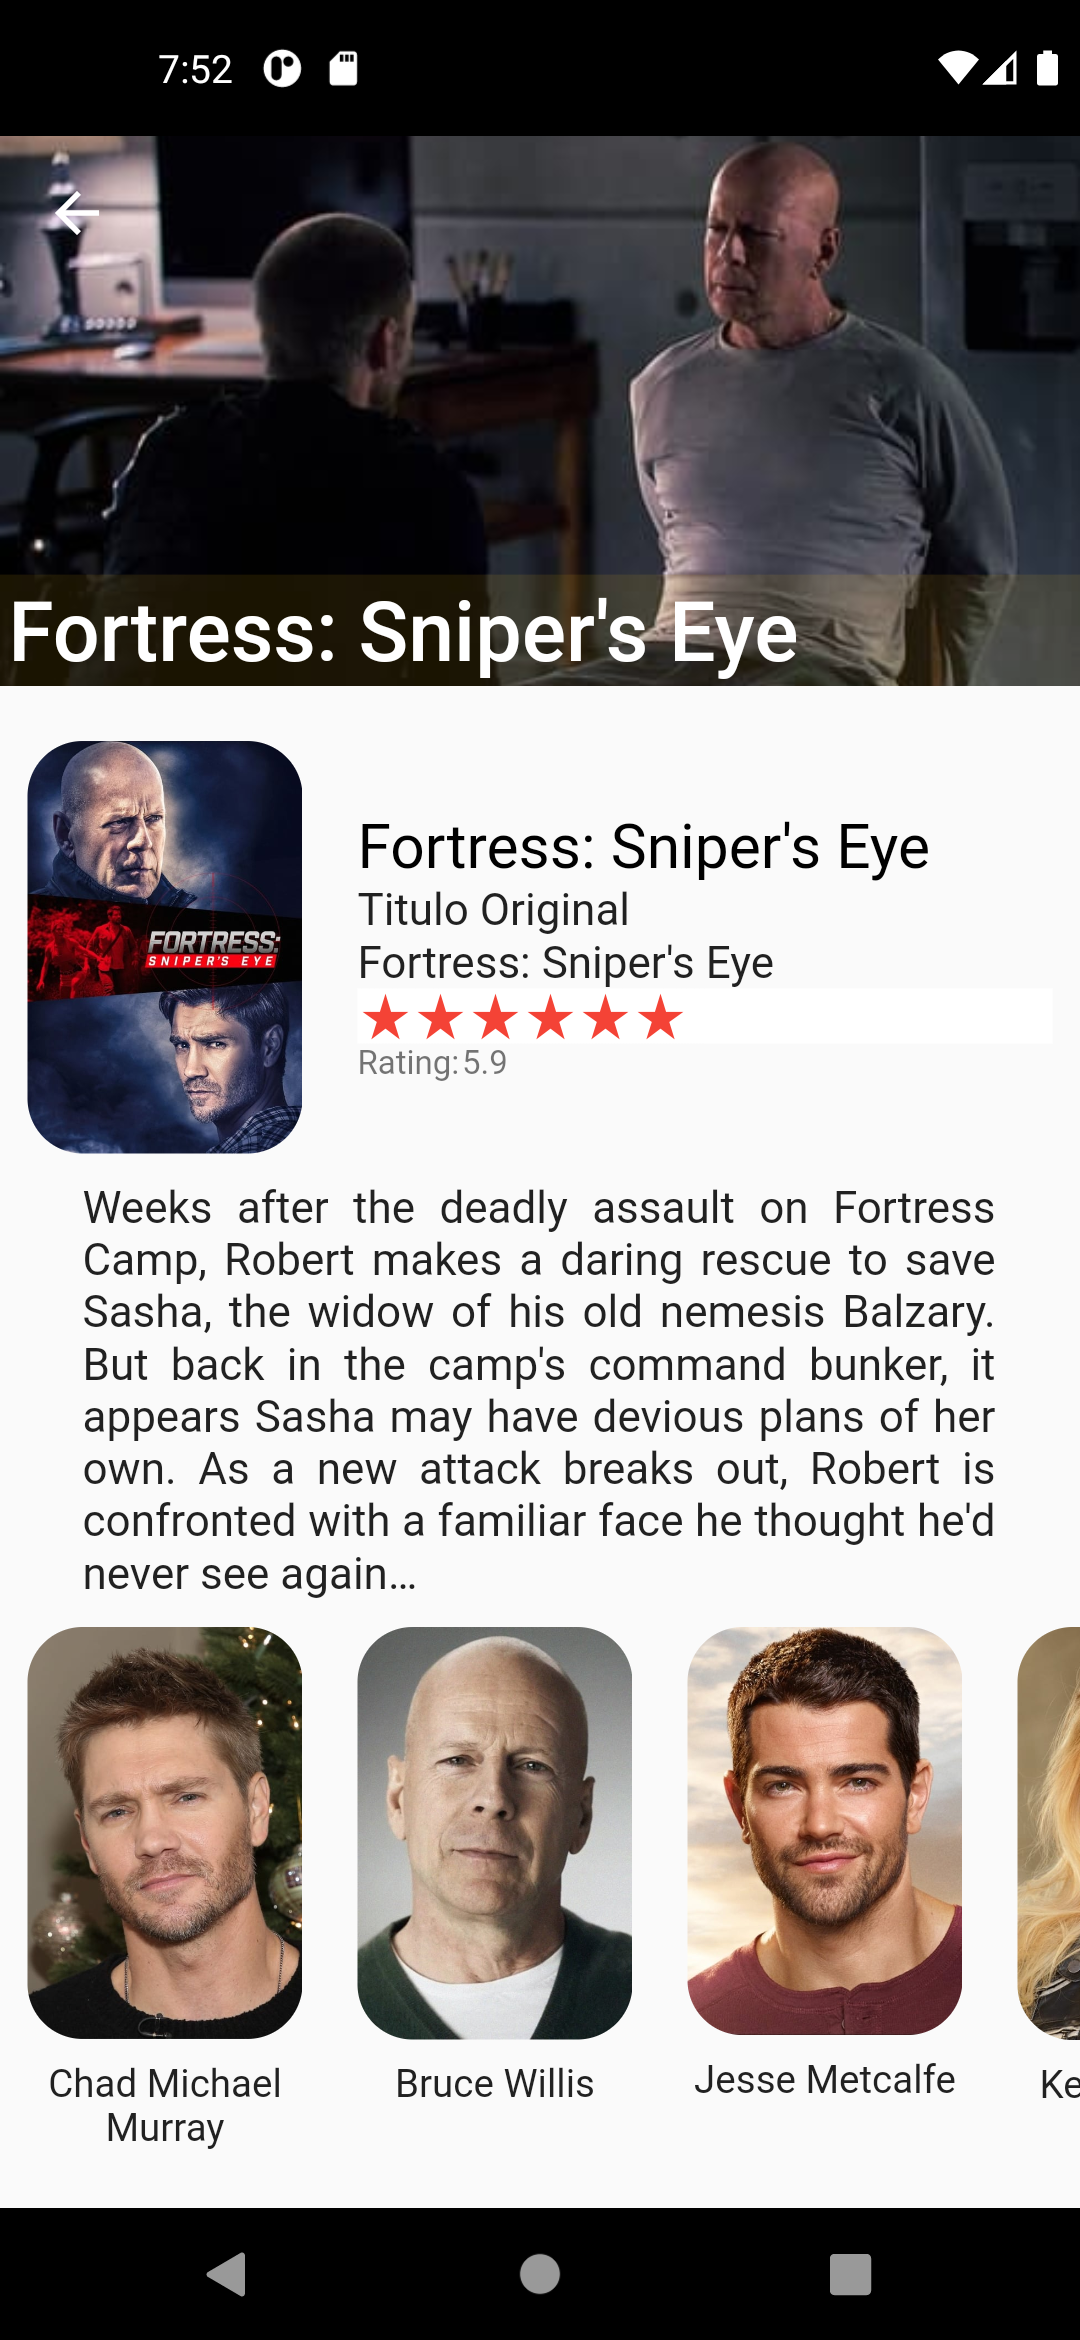 7:52
Fortress: Sniper's Eye
FORTRESS:
SNIPER'S EYE
Fortress: Sniper's Eye
Titulo Original
Fortress: Sniper's Eye
Rating: 5.9
Weeks after the deadly assault on Fortress
Camp, Robert makes a daring rescue to save
Sasha, the widow of his old nemesis Balzary.
But back in the camp's command bunker, it
appears Sasha may have devious plans of her
own. As a new attack breaks out, Robert is
confronted with a familiar face he thought he'd
never see again…
Chad Michael
Murray
Bruce Willis
Jesse Metcalfe
Ke